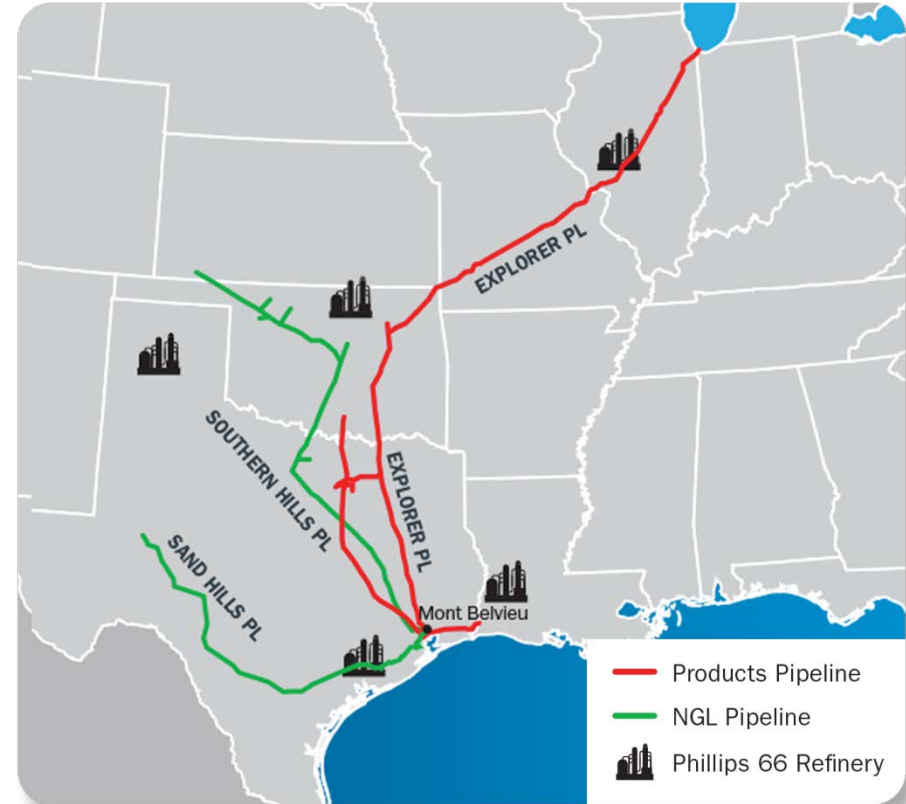 EXPLORER PL
SOUTHERN HILLS PL
EXPLORER PL
SAND HILLS PL
Mont Belvieu
Products Pipeline
NGL Pipeline
Phillips 66 Refinery